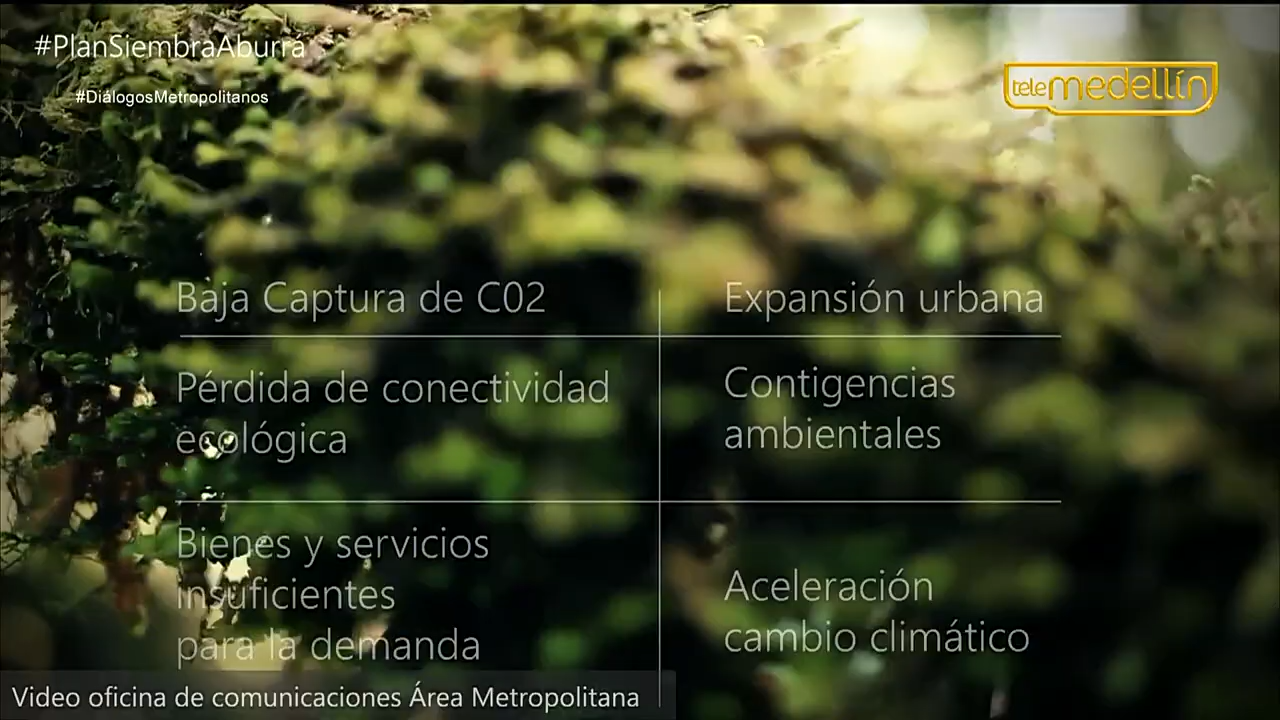 #PlanSiembraAburrá
#DiálogosMetropolitanos
telemedellín
Baja Captura de C02
Expansión urbana
Pérdida de conectividad
ecológica
Contigencias
ambientales
Bienes y servicios
insuficientes
para la demanda
Aceleración
cambio climático
Video oficina de comunicaciones Área Metropolitana